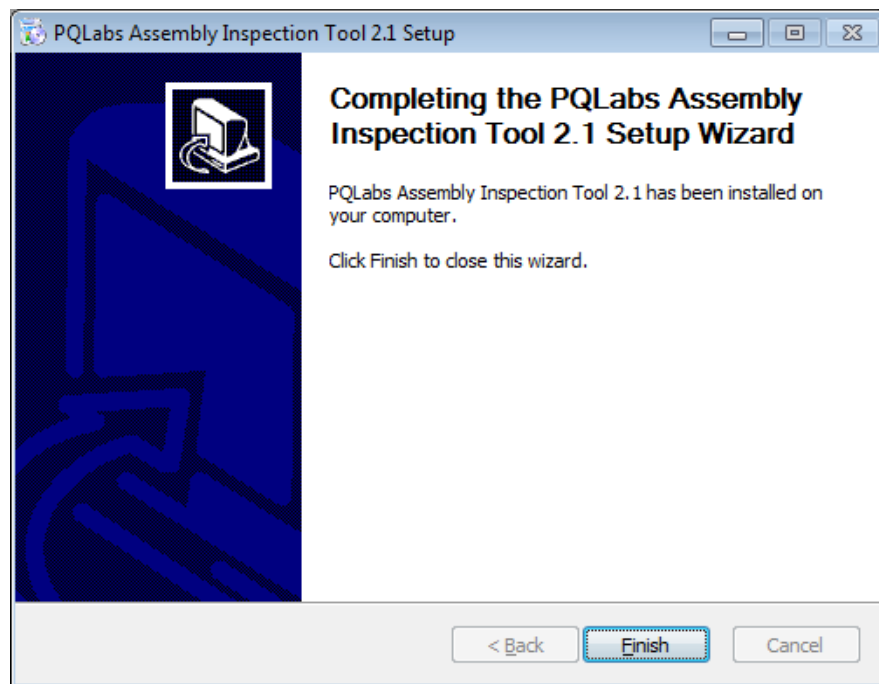 PQLabs Assembly Inspection Tool 2.1 Setup
Completing the PQLabs Assembly
Inspection Tool 2.1 Setup Wizard
PQLabs Assembly Inspection Tool 2.1 has been installed on
your computer.
Click Finish to close this wizard.
< Back Finish Cancel